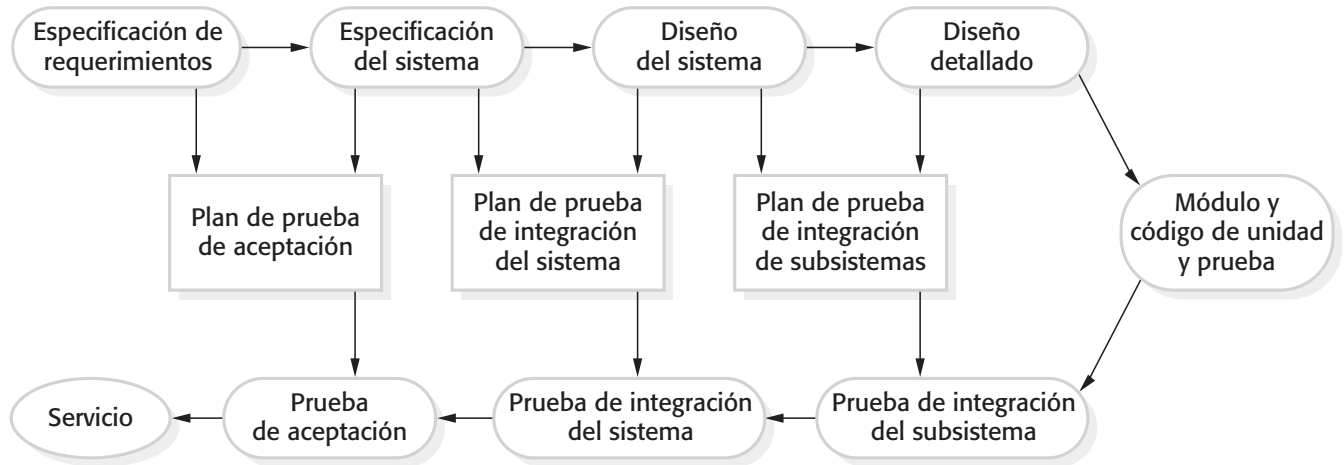 Especificación de
requerimientos
Especificación
del sistema
Diseño
del sistema
Diseño
detallado
Plan de prueba
de aceptación
Plan de prueba
de integración
del sistema
Plan de prueba
de integración
de subsistemas
Módulo y
código de unidad
y prueba
Servicio
Prueba
de aceptación
Prueba de integración
del sistema
Prueba de integración
del subsistema